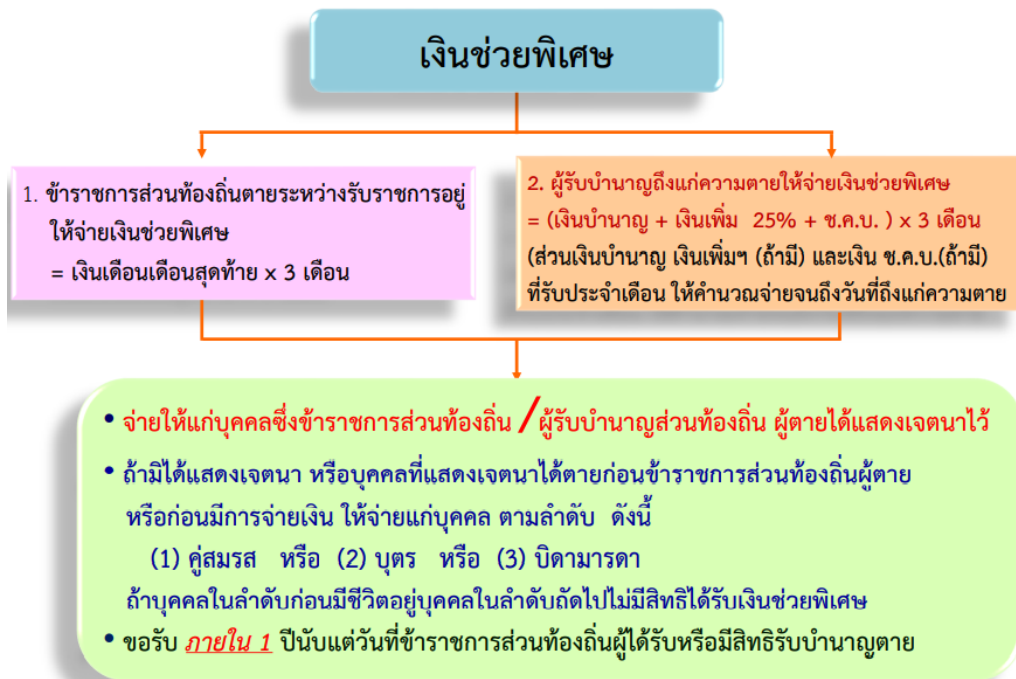 เงินช่วยพิเศษ
1. ข้าราชการส่วนท้องถิ่นตายระหว่างรับราชการอยู่
ให้จ่ายเงินช่วยพิเศษ
= เงินเดือนเดือนสุดท้าย x 3 เดือน
2. ผู้รับบำนาญถึงแก่ความตายให้จ่ายเงินช่วยพิเศษ
= (เงินบำนาญ + เงินเพิ่ม 25% + ช.ค.บ. ) x 3 เดือน
(ส่วนเงินบำนาญ เงินเพิ่มฯ (ถ้ามี) และเงิน ช.ค.บ.(ถ้ามี)
ที่รับประจำเดือน ให้คำนวณจ่ายจนถึงวันที่ถึงแก่ความตาย
• จ่ายให้แก่บุคคลซึ่งข้าราชการส่วนท้องถิ่น /ผู้รับบำนาญส่วนท้องถิ่น ผู้ตายได้แสดงเจตนาไว้
• ถ้ามิได้แสดงเจตนา หรือบุคคลที่แสดงเจตนาได้ตายก่อนข้าราชการส่วนท้องถิ่นผู้ตาย
หรือก่อนมีการจ่ายเงิน ให้จ่ายแก่บุคคล ตามลำดับ ดังนี้
(1) คู่สมรส หรือ (2) บุตร หรือ (3) บิดามารดา
ถ้าบุคคลในลำดับก่อนมีชีวิตอยู่บุคคลในลำดับถัดไปไม่มีสิทธิได้รับเงินช่วยพิเศษ
• ขอรับ ภายใน 1 ปีนับแต่วันที่ข้าราชการส่วนท้องถิ่นผู้ได้รับหรือมีสิทธิรับบำนาญตาย